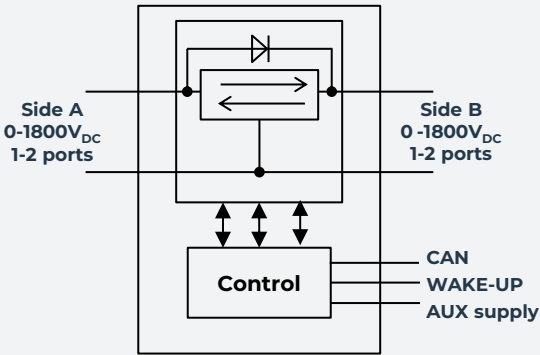 Side A
0-1800V_DC
1-2 ports
Side B
0 -1800V_DC
1-2 ports
Control
CAN
WAKE-UP
AUX supply